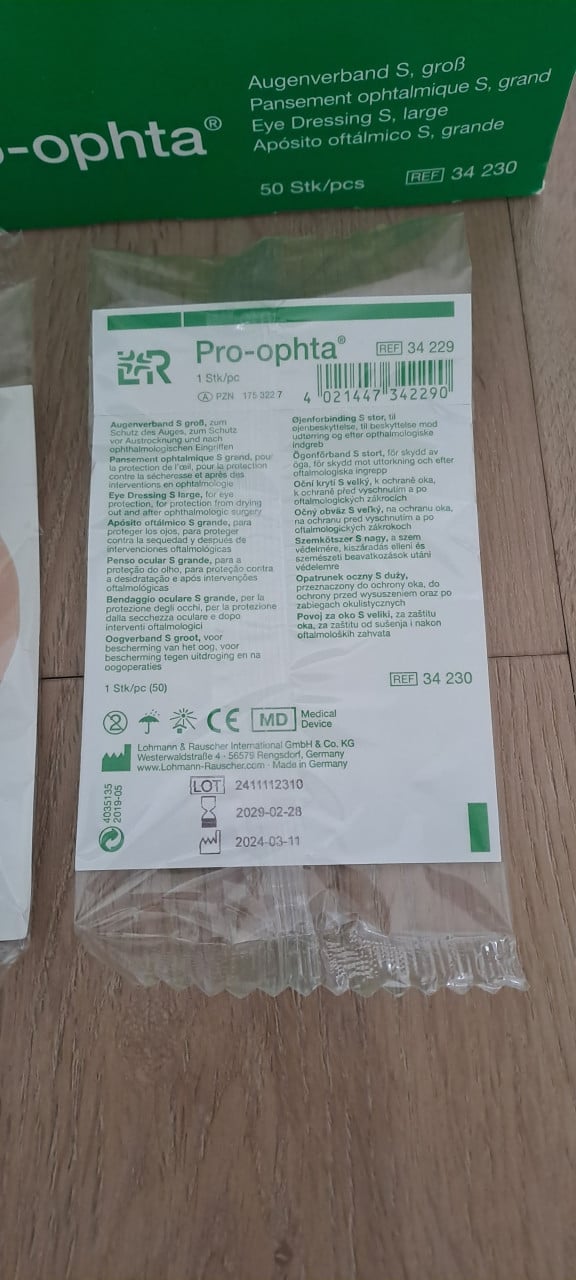 -ophta®
Augenverband S, groß
Pansement ophtalmique S, grand
Eye Dressing S, large
Apósito oftálmico S, grande
50 Stk/pcs
REF 34 230
L&R
Pro-ophta®
REF 34 229
1 Stk/pc
A PZN 175 322 7
4 021447 342290
Augenverband S groß, zum
Schutz des Auges, zum Schutz
vor Austrocknung und nach
ophthalmologischen Eingriffen
Pansement ophtalmique S grand, pour
la protection de l'œil, pour la protection
contre la sécheresse et après des
interventions en ophtalmologie
Eye Dressing S large, for eye
protection, for protection from drying
out and after ophthalmologic surgery
Apósito oftálmico S grande, para
proteger los ojos, para proteger
contra la sequedad y después de
intervenciones oftalmológicas
Penso ocular S grande, para a
proteção do olho, para proteção contra
a desidratação e após intervenções
oftalmológicas
Bendaggio oculare S grande, per la
protezione degli occhi, per la protezione
dalla secchezza oculare e dopo
interventi oftalmologici
Oogverband S groot, voor
bescherming van het oog, voor
bescherming tegen uitdroging en na
oogoperaties
1 Stk/pc (50)
Øjenforbinding S stor, til
øjenbeskyttelse, til beskyttelse mod
udtørring og efter opthalmologiske
indgreb
Ögonförband S stort, för skydd av
öga, för skydd mot uttorkning och efter
oftalmologiska ingrepp
Oční krytí S velký, k ochraně oka,
k ochraně před vyschnutím a po
oftalmologických zákrocích
Očný obväz S veľký, na ochranu oka,
na ochranu pred vyschnutím a po
oftalmologických zákrokoch
Szemkötszer S nagy, a szem
védelmére, kiszáradás elleni és
szemészeti beavatkozások utáni
védelemre
Opatrunek oczny S duży,
przeznaczony do ochrony oka, do
ochrony przed wysuszeniem oraz po
zabiegach okulistycznych
Povoj za oko S veliki, za zaštitu
oka, za zaštitu od sušenja i nakon
oftalmoloških zahvata
REF 34 230
2
CE
MD
Medical
Device
Lohmann & Rauscher International GmbH & Co. KG
Westerwaldstraße 4 · 56579 Rengsdorf, Germany
www.Lohmann-Rauscher.com · Made in Germany
4035135
2019-05
LOT 2411112310
2029-02-28
2024-03-11